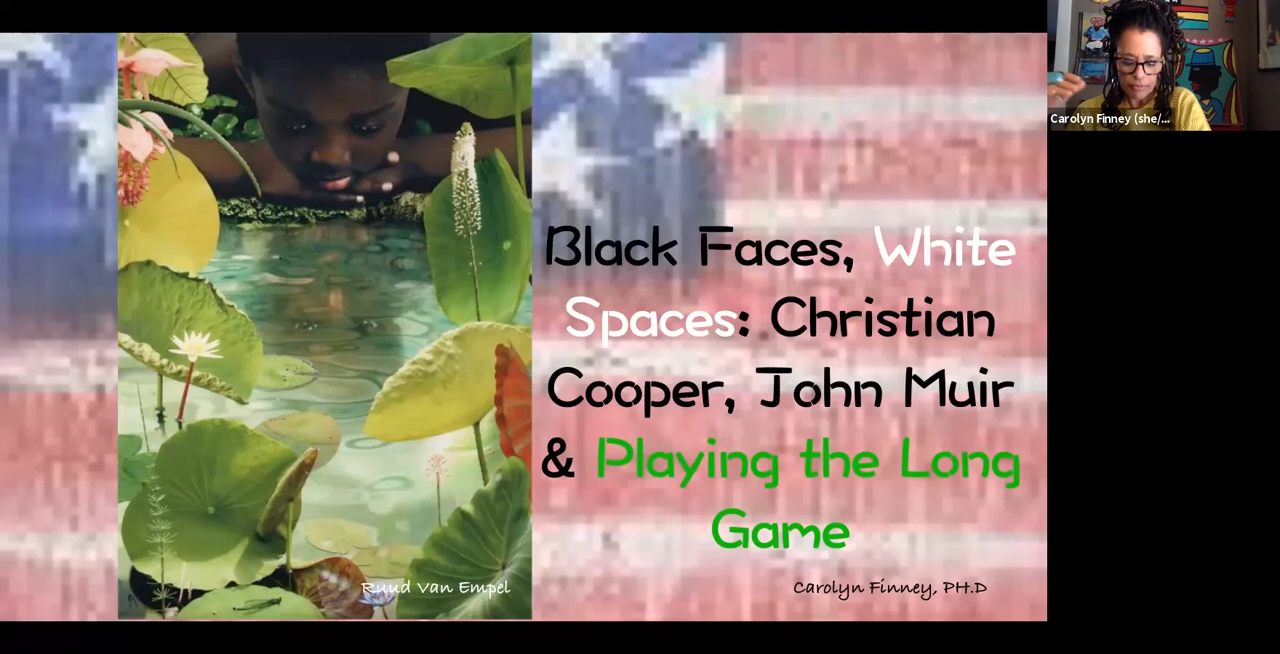 Black Faces, White
Spaces: Christian
Cooper, John Muir
& Playing the Long
Game
Ruud Van Empel
Carolyn Finney, PH.D
Carolyn Finney (she/...